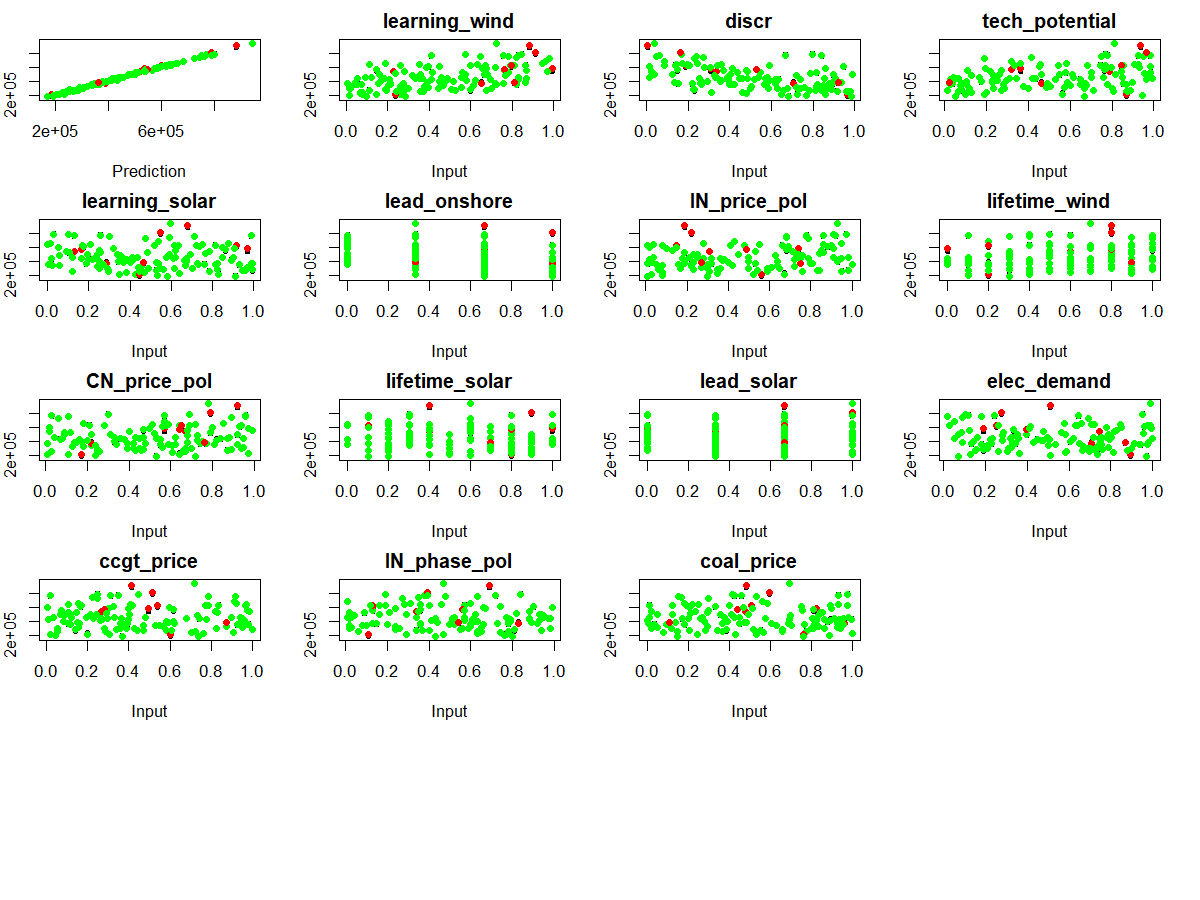 learning_wind discr tech_potential
2e+05 2e+05 2e+05 2e+05
2e+05 6e+05 0.0 0.2 0.4 0.6 0.8 1.0 0.0 0.2 0.4 0.6 0.8 1.0 0.0 0.2 0.4 0.6 0.8 1.0
Prediction Input Input Input
learning_solar lead_onshore IN_price_pol lifetime_wind
2e+05 2e+05 2e+05 2e+05
0.0 0.2 0.4 0.6 0.8 1.0 0.0 0.2 0.4 0.6 0.8 1.0 0.0 0.2 0.4 0.6 0.8 1.0 0.0 0.2 0.4 0.6 0.8 1.0
Input Input Input Input
CN_price_pol lifetime_solar lead_solar elec_demand
2e+05 2e+05 2e+05 2e+05
0.0 0.2 0.4 0.6 0.8 1.0 0.0 0.2 0.4 0.6 0.8 1.0 0.0 0.2 0.4 0.6 0.8 1.0 0.0 0.2 0.4 0.6 0.8 1.0
Input Input Input Input
ccgt_price IN_phase_pol coal_price
2e+05 2e+05 2e+05
0.0 0.2 0.4 0.6 0.8 1.0 0.0 0.2 0.4 0.6 0.8 1.0 0.0 0.2 0.4 0.6 0.8 1.0
Input Input Input